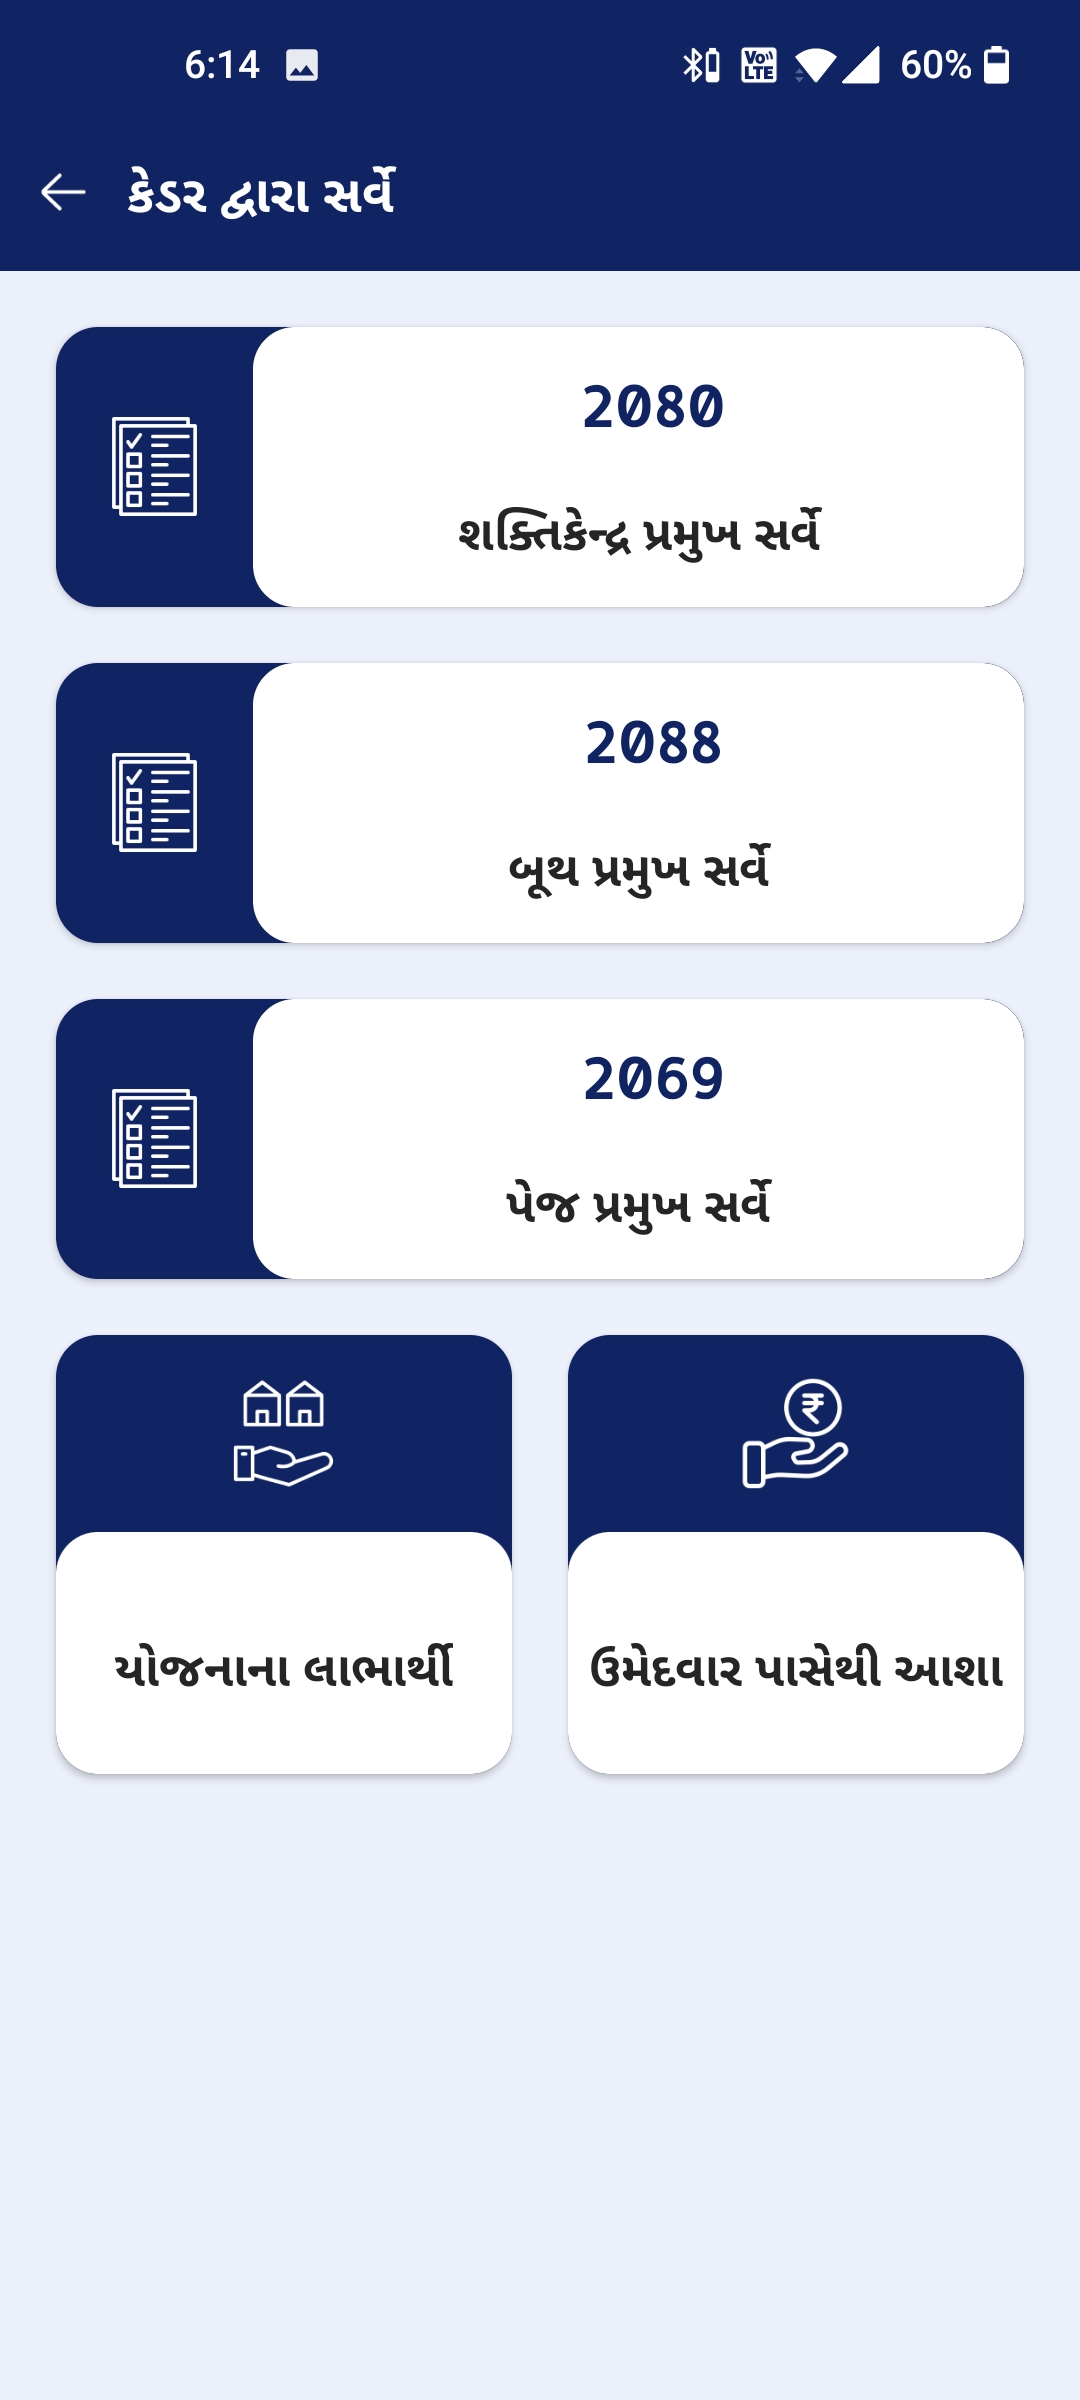 6:14
Vo))
LTE
60%
કેડર દ્વારા સર્વે
2080
શક્તિકેન્દ્ર પ્રમુખ સર્વે
2088
બૂથ પ્રમુખ સર્વે
2069
પેજ પ્રમુખ સર્વે
₹
યોજનાના લાભાર્થી
ઉમેદવાર પાસેથી આશા